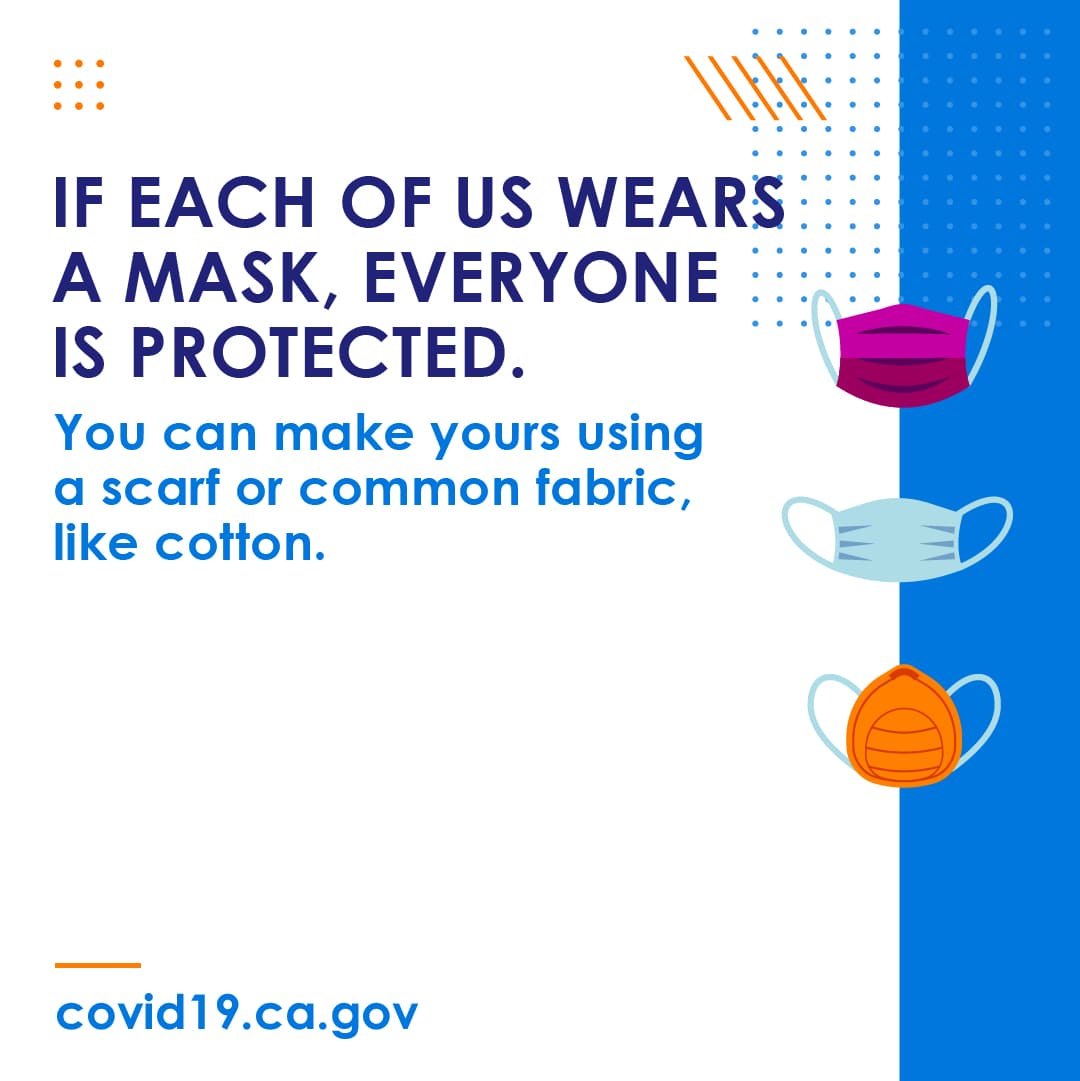 IF EACH OF US WEARS
A MASK, EVERYONE
IS PROTECTED.
You can make yours using
a scarf or common fabric,
like cotton.
covid19.ca.gov